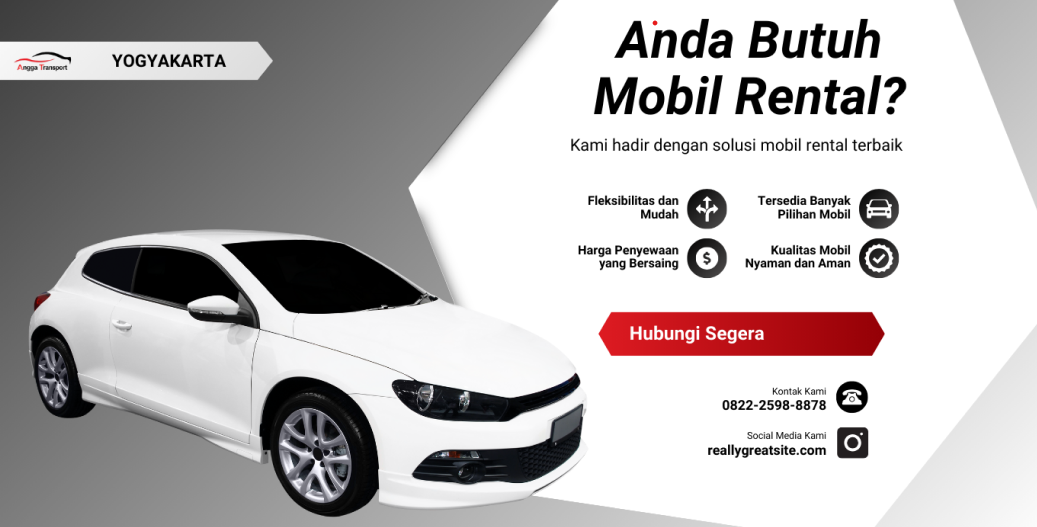 Angga Transport
YOGYAKARTA
Anda Butuh
Mobil Rental?
Kami hadir dengan solusi mobil rental terbaik
Fleksibilitas dan
Mudah
Tersedia Banyak
Pilihan Mobil
Harga Penyewaan
yang Bersaing
$
Kualitas Mobil
Nyaman dan Aman
Hubungi Segera
Kontak Kami
0822-2598-8878
Social Media Kami
reallygreatsite.com